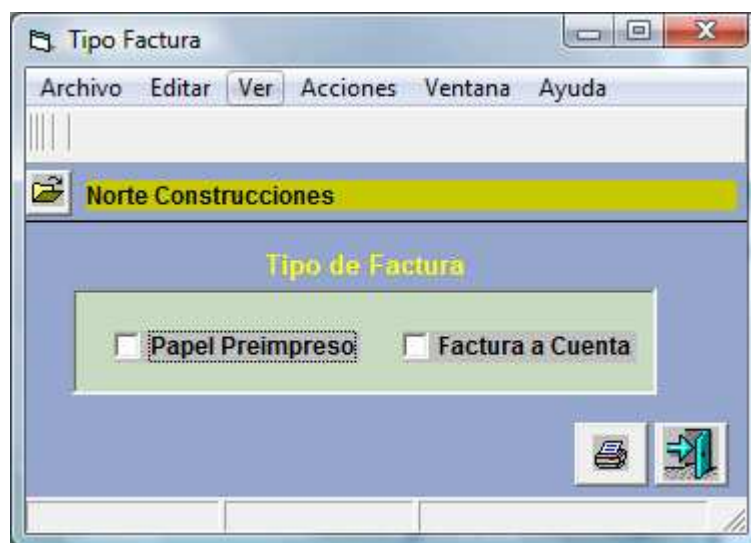 Tipo Factura
Archivo Editar Ver Acciones Ventana Ayuda
Norte Construcciones
Tipo de Factura
Papel Preimpreso Factura a Cuenta